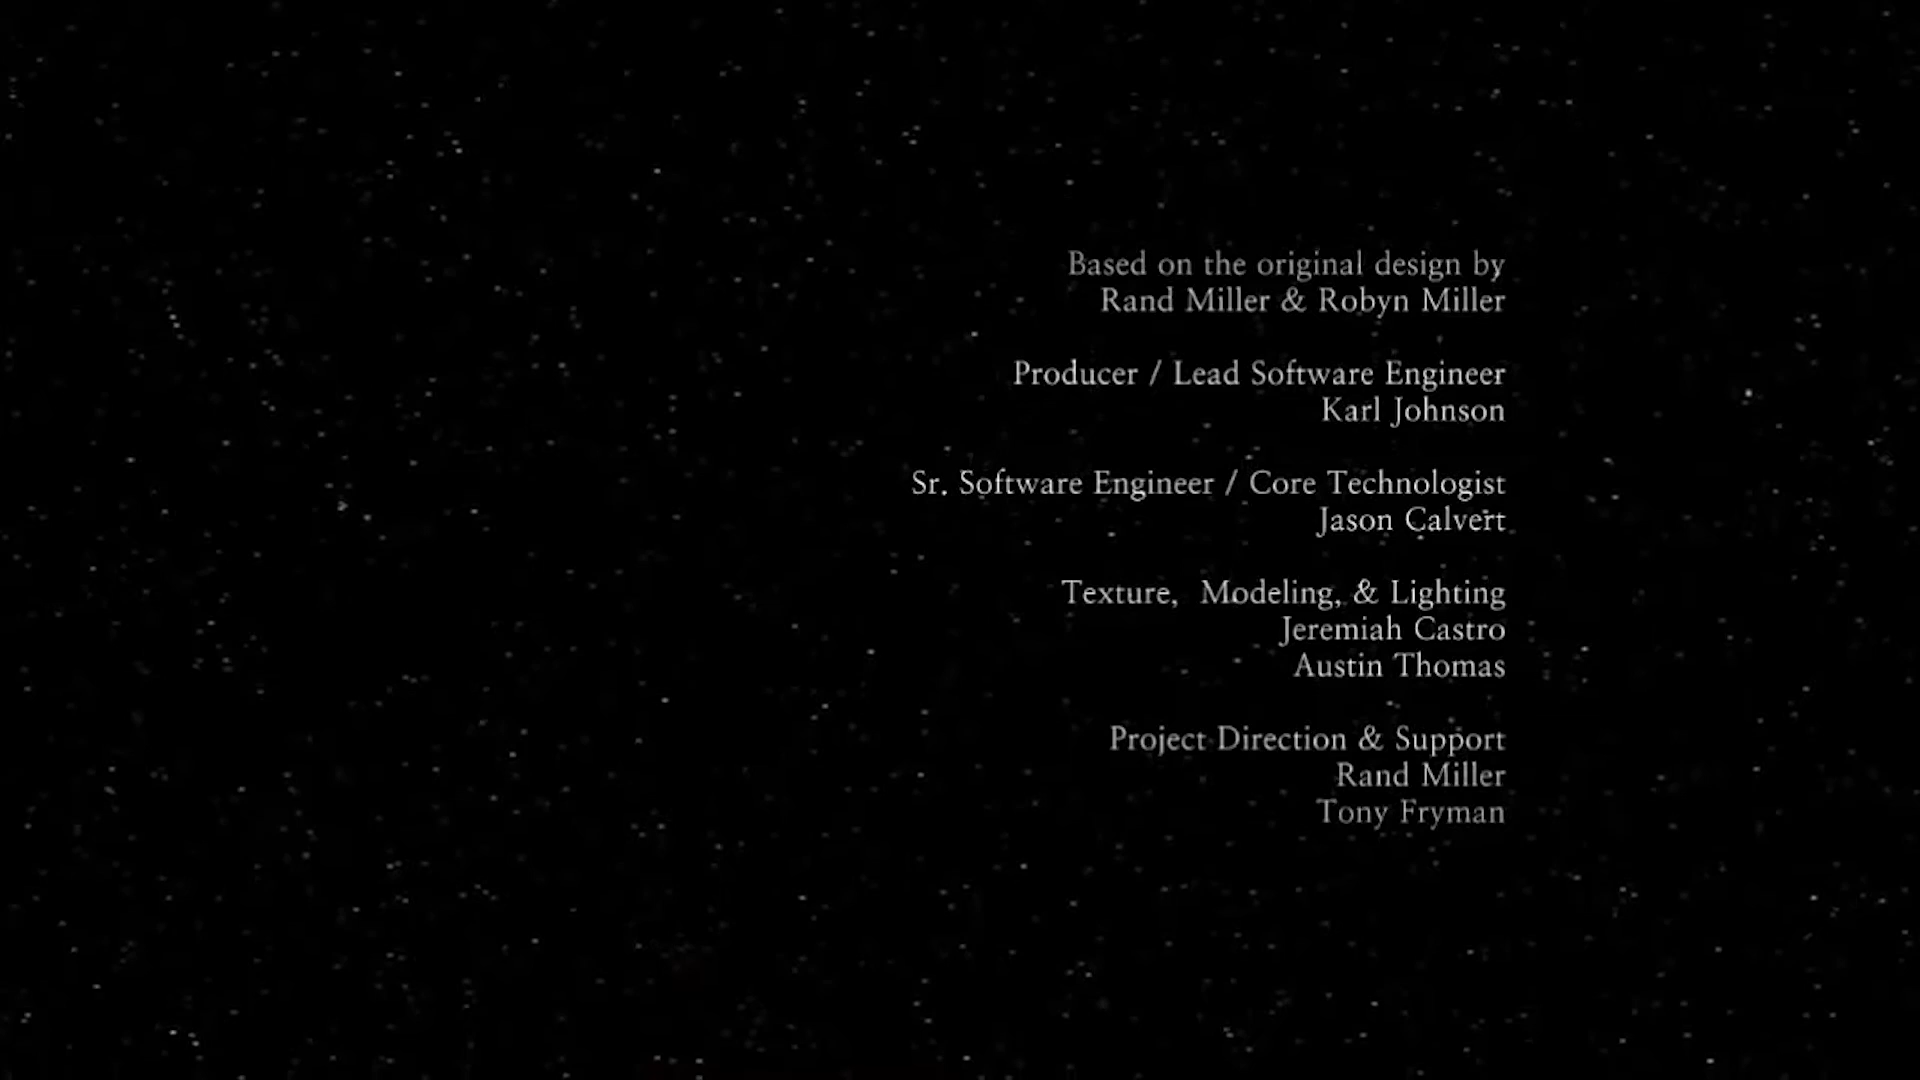 Based on the original design by
Rand Miller & Robyn Miller
Producer / Lead Software Engineer
Karl Johnson
Sr. Software Engineer / Core Technologist
Jason Calvert
Texture,  Modeling, & Lighting
Jeremiah Castro
Austin Thomas
Project Direction & Support
Rand Miller
Tony Fryman